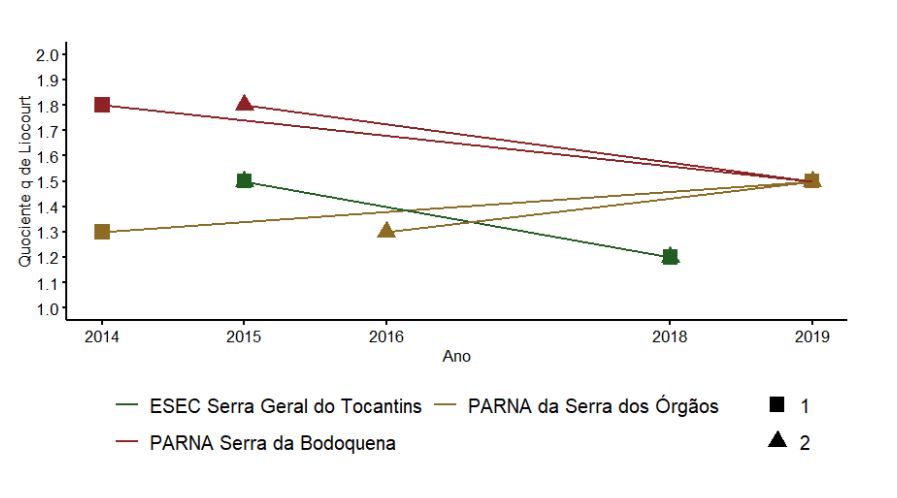 Quociente q de Liocourt
2.0
1.9
1.8
1.7
1.6
1.5
1.4
1.3
1.2
1.1
1.0
2014 2015 2016 2018 2019
Ano
ESEC Serra Geral do Tocantins PARNA da Serra dos Órgãos 1
PARNA Serra da Bodoquena 2